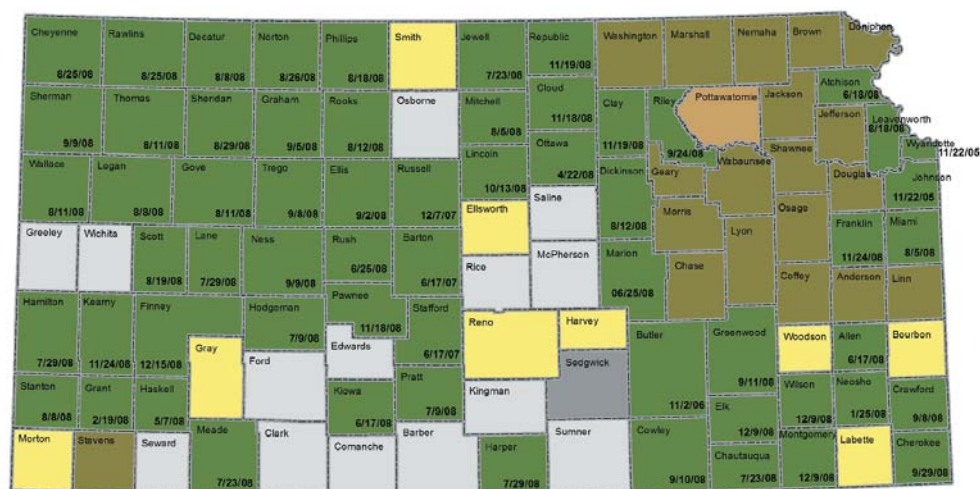 Cheyenne
6/25/08
Rawlins
8/25/08
Decatur
8/8/08
Norton
8/26/08
Phillips
8/18/08
Smith
Jewell
7/23/08
Republic
11/19/08
Washington
Marshall
Nemaha
Brown
Doniphan
Sherman
9/9/08
Thomas
8/11/08
Sheridan
8/29/08
Graham
9/5/08
Rooks
8/12/08
Osborne
Mitchell
8/6/08
Cloud
11/18/08
Clay
11/19/08
Riley
9/24/08
Pottawatomie
Jackson
Atchison
6/18/08
Jefferson
Leavenworth
8/18/08
Wyandotte
11/22/05
Wallace
8/11/08
Logan
8/8/08
Gove
8/11/08
Trego
9/8/08
Ellis
9/2/08
Russell
12/7/07
Lincoln
10/13/08
Ottawa
4/22/08
Saline
Dickinson
8/12/08
Geary
Wabaunsee
Shawnee
Douglas
Johnson
11/22/05
Greeley
Wichita
Scott
8/19/08
Lane
7/29/08
Ness
9/9/08
Rush
6/25/08
Barton
6/17/07
Ellsworth
Rice
McPherson
Marion
06/25/08
Morris
Chase
Lyon
Osage
Coffey
Franklin
11/24/08
Miami
8/5/08
Anderson
Linn
Hamilton
7/29/08
Kearny
11/24/08
Finney
12/15/08
Hodgeman
7/9/08
Pawnee
11/18/08
Stafford
6/17/07
Gray
Ford
Edwards
Reno
Harvey
Sedgwick
Butler
11/2/06
Greenwood
9/11/08
Woodson
Allen
6/17/08
Bourbon
Stanton
8/8/08
Grant
2/19/08
Haskell
5/7/08
Kiowa
6/17/08
Pratt
7/9/08
Kingman
Elk
12/9/08
Wilson
12/9/08
Neosho
1/25/08
Crawford
9/8/08
Morton
Stevens
Seward
Meade
7/23/08
Clark
Comanche
Barber
Harper
7/29/08
Sumner
Cowley
9/10/08
Chautauqua
7/23/08
Montgomery
12/9/08
Labette
Cherokee
9/29/08